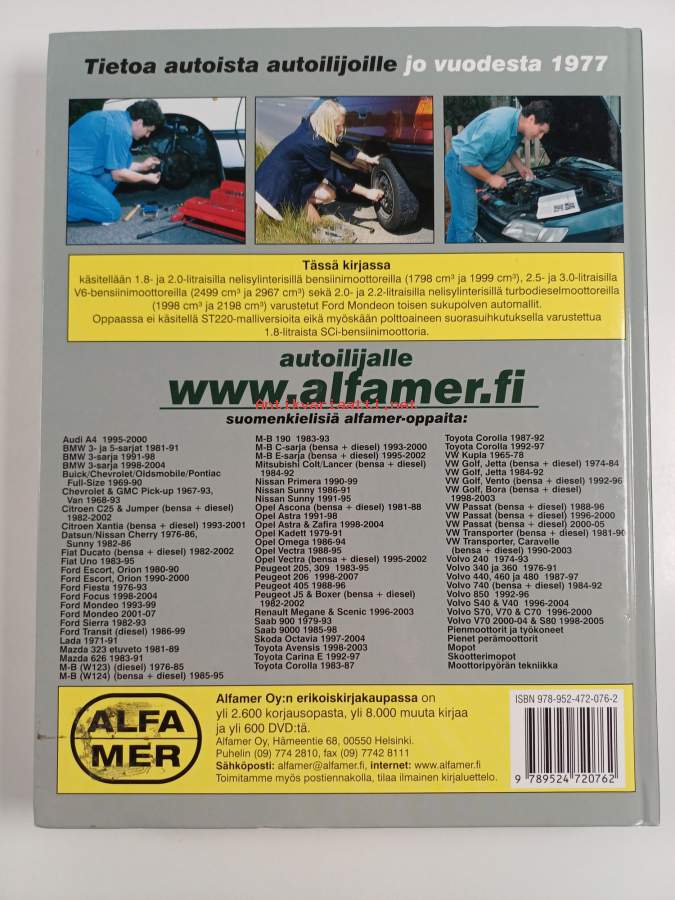 Tietoa autoista autoilijoille jo vuodesta 1977
Tässä kirjassa
käsitellään 1.8- ja 2.0-litraisilla nelisylinterisillä bensiinimoottoreilla (1798 cm³ ja 1999 cm³), 2.5- ja 3.0-litraisilla
V6-bensiinimoottoreilla (2499 cm³ ja 2967 cm³) sekä 2.0- ja 2.2-litraisilla nelisylinterisillä turbodieselmoottoreilla
(1998 cm³ ja 2198 cm³) varustetut Ford Mondeon toisen sukupolven automallit.
Oppaassa ei käsitellä ST220-malliversioita eikä myöskään polttoaineen suorasuihkutuksella varustettua
1.8-litraista SCi-bensiinimoottoria.
autoilijalle
www.alfamer.fi
Antikvariaatti.net
suomenkielisiä alfamer-oppaita:
Audi A4 1995-2000
BMW 3- ja 5-sarjat 1981-91
BMW 3-sarja 1991-98
BMW 3-sarja 1998-2004
Buick/Chevrolet/Oldsmobile/Pontiac
Full-Size 1969-90
Chevrolet & GMC Pick-up 1967-93,
Van 1968-93
Citroen C25 & Jumper (bensa + diesel)
1982-2002
Citroen Xantia (bensa + diesel) 1993-2001
Datsun/Nissan Cherry 1976-86,
Sunny 1982-86
Fiat Ducato (bensa + diesel) 1982-2002
Fiat Uno 1983-95
Ford Escort, Orion 1980-90
Ford Escort, Orion 1990-2000
Ford Fiesta 1976-93
Ford Focus 1998-2004
Ford Mondeo 1993-99
Ford Mondeo 2001-07
Ford Sierra 1982-93
Ford Transit (diesel) 1986-99
Lada 1971-91
Mazda 323 etuveto 1981-89
Mazda 626 1983-91
M-B (W123) (diesel) 1976-85
M-B (W124) (bensa + diesel) 1985-95
M-B 190 1983-93
M-B C-sarja (bensa + diesel) 1993-2000
M-B E-sarja (bensa + diesel) 1995-2002
Mitsubishi Colt/Lancer (bensa + diesel)
1984-92
Nissan Primera 1990-99
Nissan Sunny 1986-91
Nissan Sunny 1991-95
Opel Ascona (bensa + diesel) 1981-88
Opel Astra 1991-98
Opel Astra & Zafira 1998-2004
Opel Kadett 1979-91
Opel Omega 1986-94
Opel Vectra 1988-95
Opel Vectra (bensa + diesel) 1995-2002
Peugeot 205, 309 1983-95
Peugeot 206 1998-2007
Peugeot 405 1988-96
Peugeot J5 & Boxer (bensa + diesel)
1982-2002
Renault Megane & Scenic 1996-2003
Saab 900 1979-93
Saab 9000 1985-98
Skoda Octavia 1997-2004
Toyota Avensis 1998-2003
Toyota Carina E 1992-97
Toyota Corolla 1983-87
Toyota Corolla 1987-92
Toyota Corolla 1992-97
VW Kupla 1965-78
VW Golf, Jetta (bensa + diesel) 1974-84
VW Golf, Jetta 1984-92
VW Golf, Vento (bensa + diesel) 1992-96
VW Golf, Bora (bensa + diesel)
1998-2003
VW Passat (bensa + diesel) 1988-96
VW Passat (bensa + diesel) 1996-2000
VW Passat (bensa + diesel) 2000-05
VW Transporter (bensa + diesel) 1981-90
VW Transporter, Caravelle
(bensa + diesel) 1990-2003
Volvo 240 1974-93
Volvo 340 ja 360 1976-91
Volvo 440, 460 ja 480 1987-97
Volvo 740 (bensa + diesel) 1984-92
Volvo 850 1992-96
Volvo S40 & V40 1996-2004
Volvo S70, V70 & C70 1996-2000
Volvo V70 2000-04 & S80 1998-2005
Pienmoottorit ja työkoneet
Pienet perämoottorit
Mopot
Skootterimopot
Moottoripyörän tekniikka
ALFA
MER
Alfamer Oy:n erikoiskirjakaupassa on
yli 2.600 korjausopasta, yli 8.000 muuta kirjaa
ja yli 600 DVD:tä.
Alfamer Oy, Hämeentie 68, 00550 Helsinki.
Puhelin (09) 774 2810, fax (09) 7742 8111
Sähköposti: alfamer@alfamer.fi, internet: www.alfamer.fi
Toimitamme myös postiennakolla, tilaa ilmainen kirjaluettelo.
ISBN 978-952-472-076-2
9 789524 720762